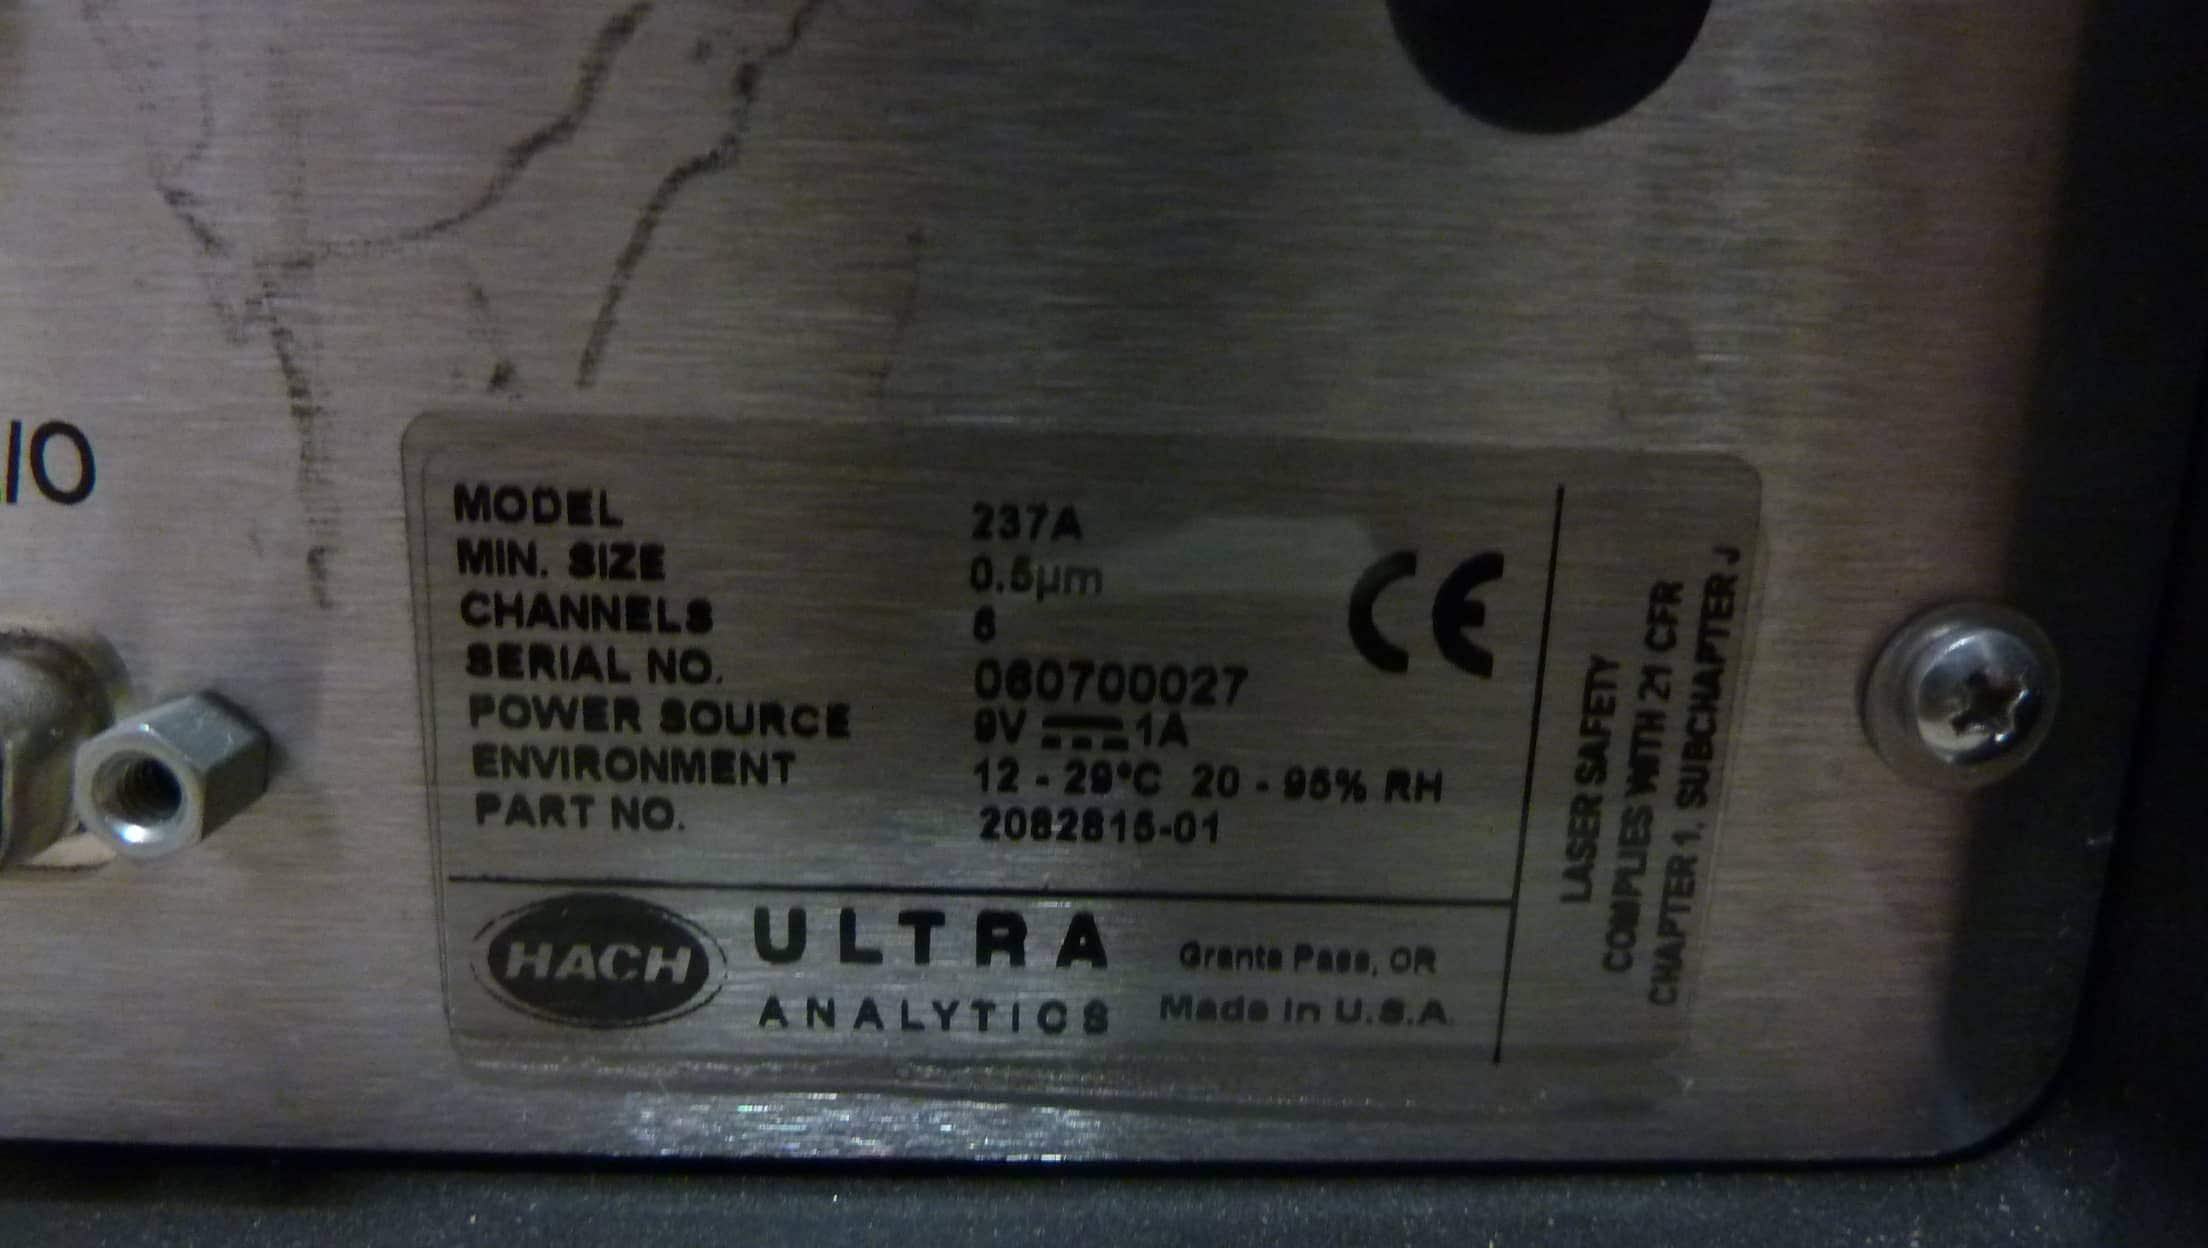 I/O
MODEL 237A
MIN. SIZE 0.5µm
CHANNELS 6
SERIAL NO. 060700027
POWER SOURCE 9V 1A
ENVIRONMENT 12 - 29°C 20 - 95% RH
PART NO. 2082815-01
CE
HACH ULTRA
ANALYTICS
Grants Pass, OR
Made in U.S.A.
LASER SAFETY
COMPLIES WITH 21 CFR
CHAPTER 1, SUBCHAPTER J